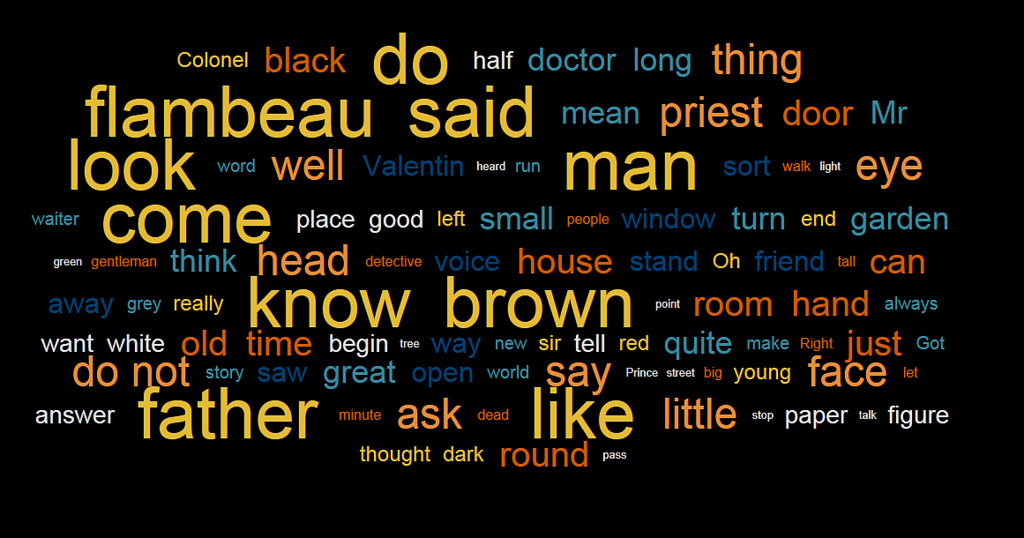 Colonel black do half doctor long thing
flambeau said mean priest door Mr
look word well Valentin heard run man sort walk light eye
waiter come place good left small people window turn end garden
green gentleman think head detective voice house stand Oh friend tall can
away grey really know brown point room hand always
want white old time begin tree way new sir tell red quite make Right just Got
do not story saw great open world say Prince street big young face let
answer father minute ask dead like little stop paper talk figure
thought dark round pass